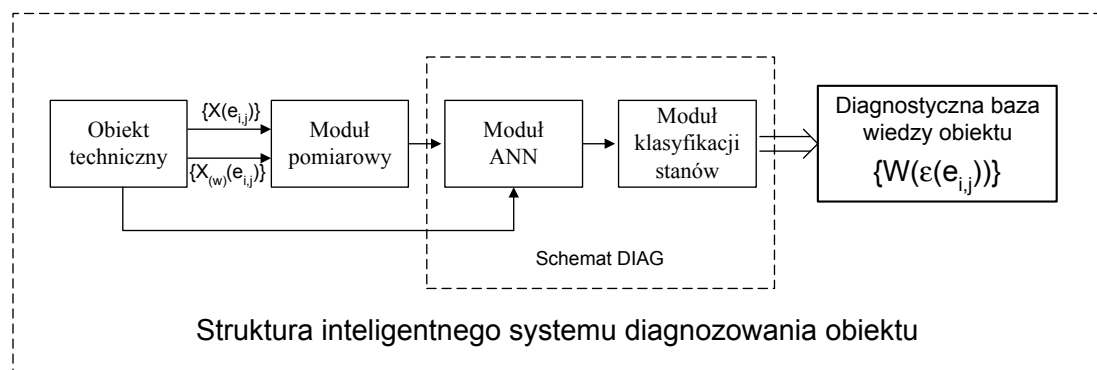 Obiekt
techniczny
{X(e_{i,j})}
{X_{(w)}(e_{i,j})}
Moduł
pomiarowy
Moduł
ANN
Moduł
klasyfikacji
stanów
Diagnostyczna baza
wiedzy obiektu
{W(ε(e_{i,j}))}
Schemat DIAG
Struktura inteligentnego systemu diagnozowania obiektu